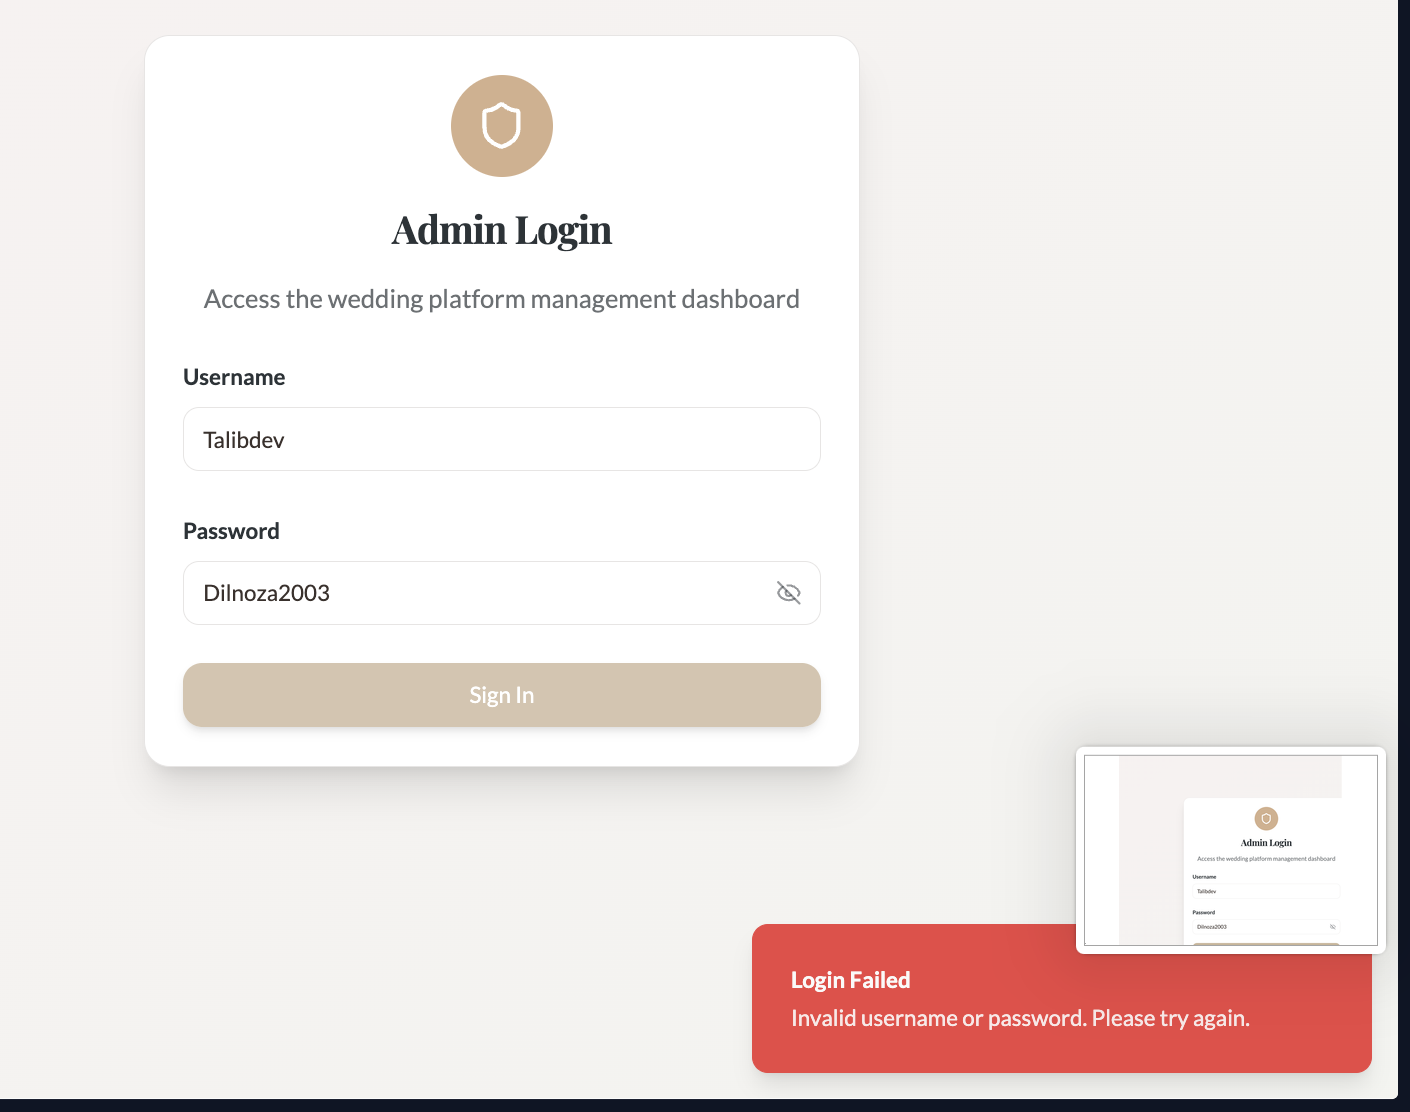 Admin Login
Access the wedding platform management dashboard
Username
Talibdev
Password
Dilnoza2003
Sign In
Admin Login
Access the wedding platform management dashboard
Username
Talibdev
Password
Dilnoza2003
Login Failed
Invalid username or password. Please try again.